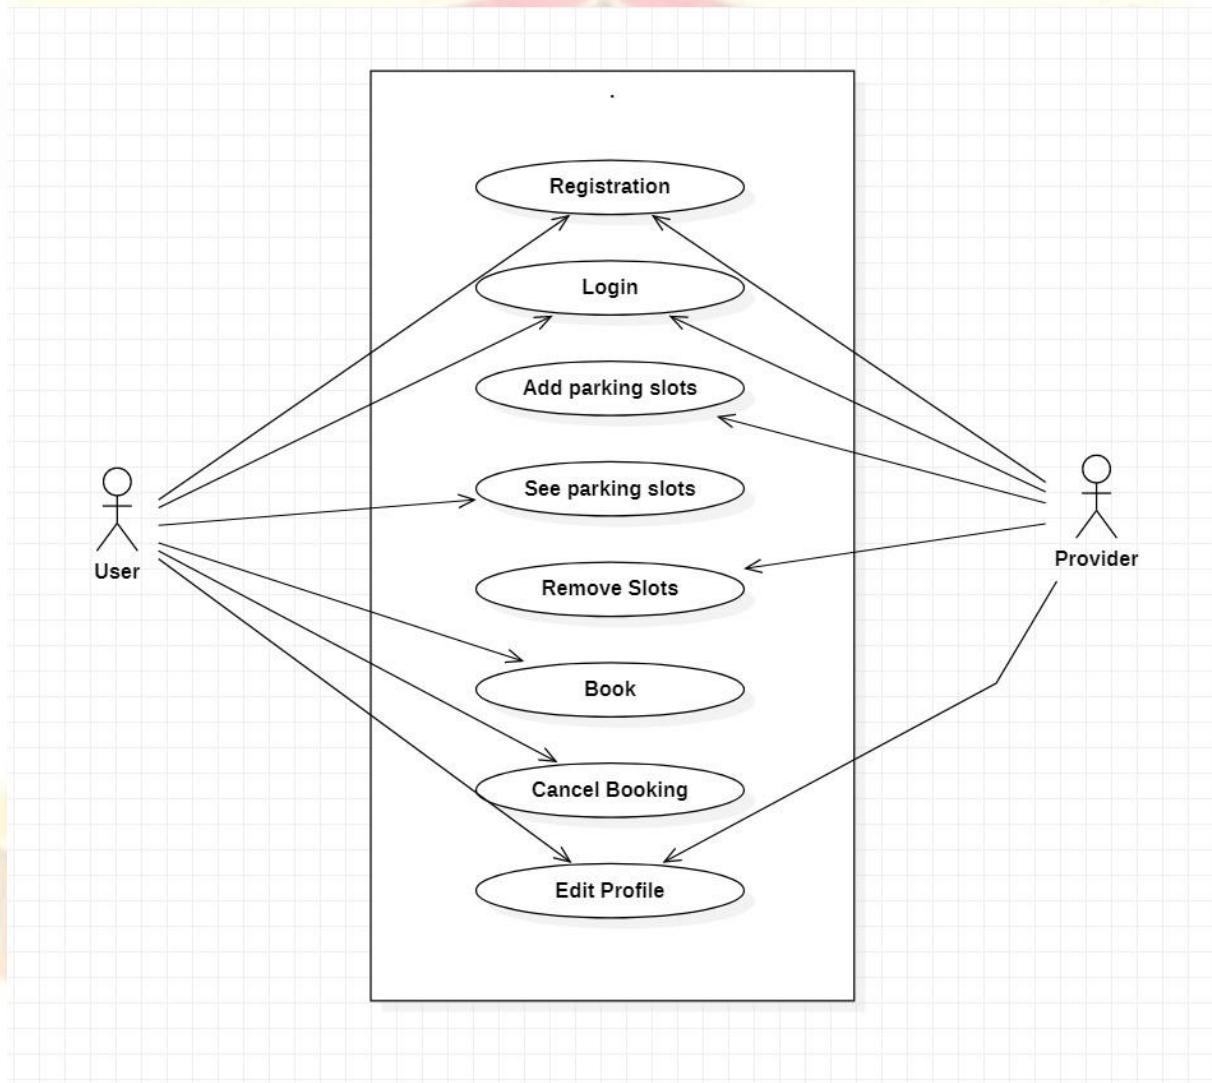 .
Registration
Login
Add parking slots
See parking slots
User
Provider
Remove Slots
Book
Cancel Booking
Edit Profile